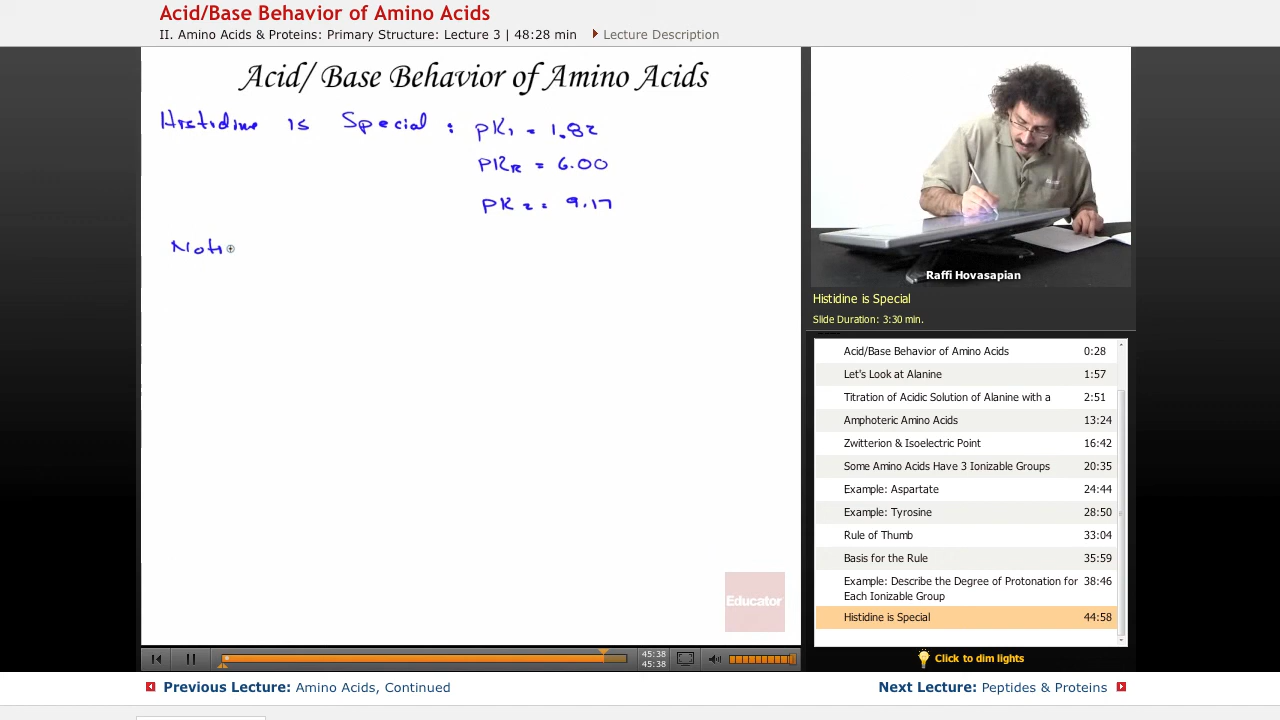 Acid/Base Behavior of Amino Acids
II. Amino Acids & Proteins: Primary Structure: Lecture 3 | 48:28 min Lecture Description
Acid/ Base Behavior of Amino Acids
Histidine is Special : pK1 = 1.82
pKR = 6.00
pK2 = 9.17
Noti
Educator
Raffi Hovasapian
Histidine is Special
Slide Duration: 3:30 min.
Acid/Base Behavior of Amino Acids 0:28
Let's Look at Alanine 1:57
Titration of Acidic Solution of Alanine with a 2:51
Amphoteric Amino Acids 13:24
Zwitterion & Isoelectric Point 16:42
Some Amino Acids Have 3 Ionizable Groups 20:35
Example: Aspartate 24:44
Example: Tyrosine 28:50
Rule of Thumb 33:04
Basis for the Rule 35:59
Example: Describe the Degree of Protonation for 38:46
Each Ionizable Group
Histidine is Special 44:58
45:38
45:38
Click to dim lights
Previous Lecture: Amino Acids, Continued
Next Lecture: Peptides & Proteins